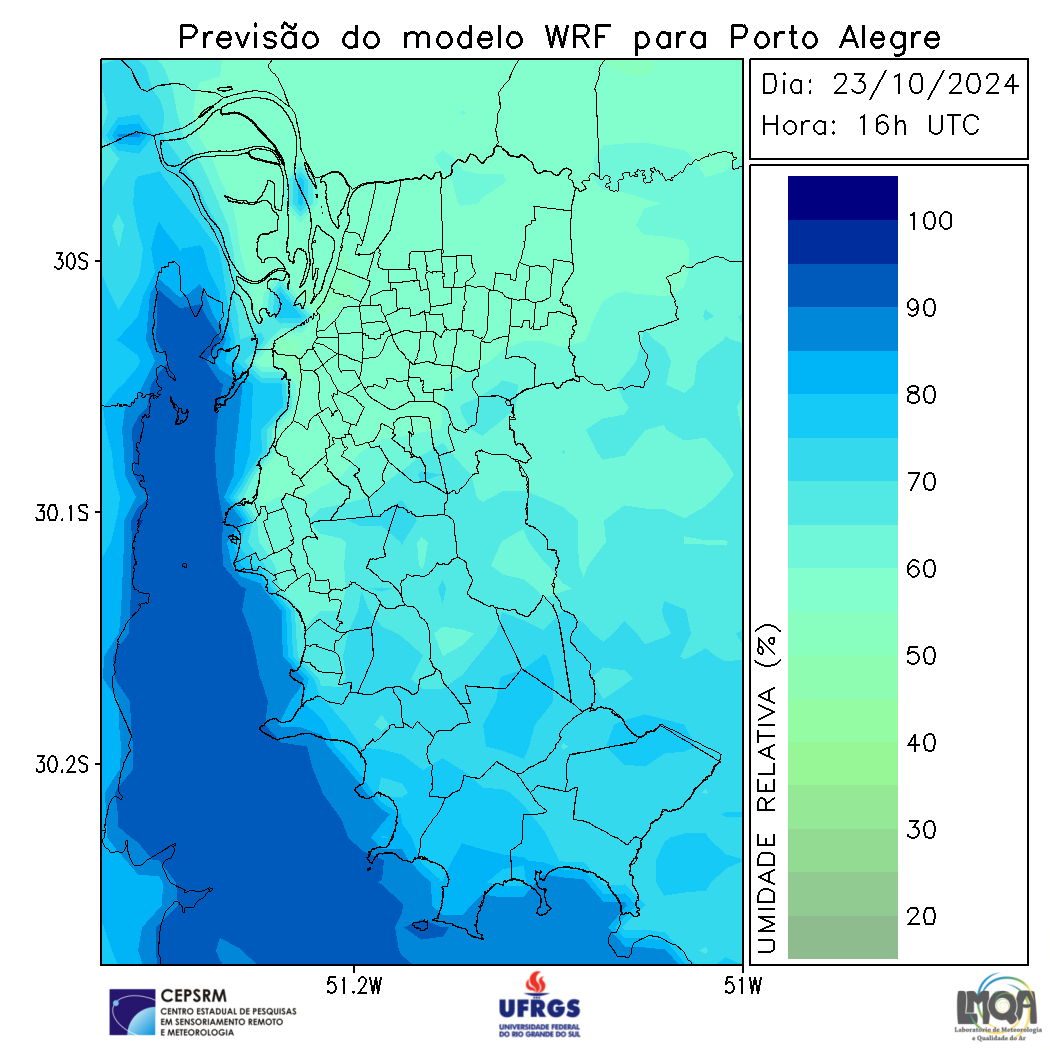 Previsão do modelo WRF para Porto Alegre
Dia: 23/10/2024
Hora: 16h UTC
30S
30.1S
30.2S
51.2W
51W
100
90
80
70
60
50
40
30
20
UMIDADE RELATIVA (%)
CEPSRM
CENTRO ESTADUAL DE PESQUISAS
EM SENSORIAMENTO REMOTO
E METEOROLOGIA
UFRGS
UNIVERSIDADE FEDERAL
DO RIO GRANDE DO SUL
LMQA
Laboratório de Meteorologia
e Qualidade do Ar